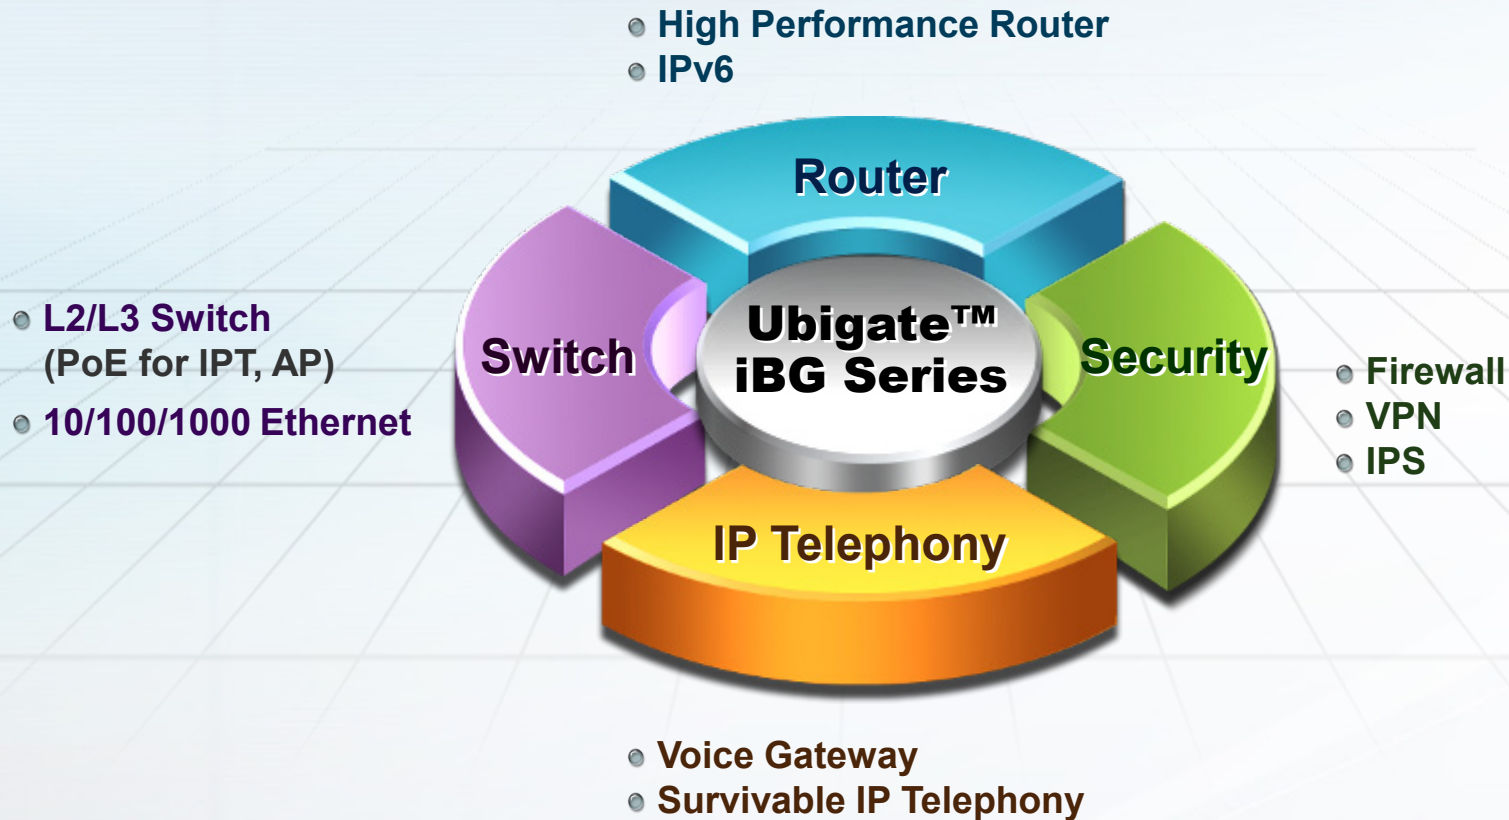 High Performance Router
IPv6
Router
L2/L3 Switch
(PoE for IPT, AP)
10/100/1000 Ethernet
Switch
Ubigate™
iBG Series
Security
Firewall
VPN
IPS
IP Telephony
Voice Gateway
Survivable IP Telephony